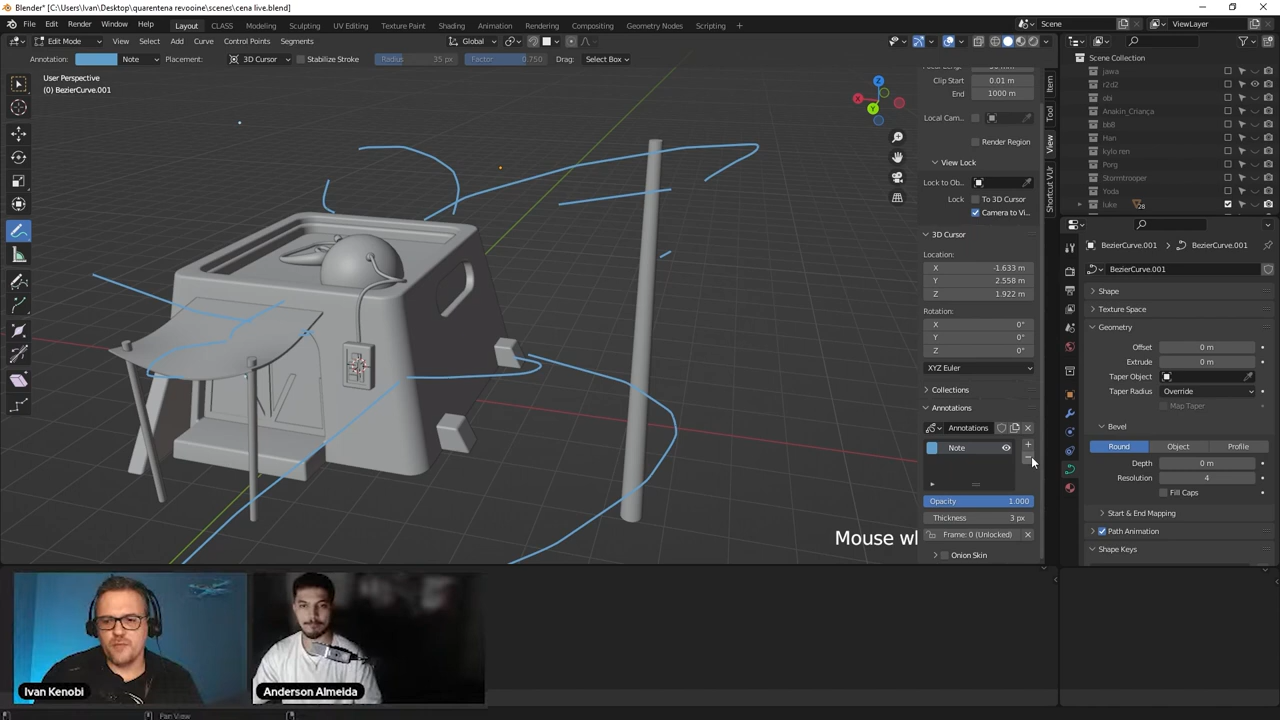 Blender* [C:\Users\Ivan\Desktop\quarentena revooine\scenes\cena live.blend]
Edit Render Window Help Layout CLASS Modeling Sculpting UV Editing Texture Paint Shading Animation Rendering Compositing Geometry Nodes Scripting Scene ViewLayer
Edit Mode View Select Add Curve Control Points Segments Global Options
Annotation: Note Placement: 3D Cursor Stabilize Stroke Radius 35 px Factor 0.750 Drag: Select Box
User Perspective
(0) BezierCurve.001
Z
X
Y
Clip Start 0.01 m
End 1000 m
Local Cam...
Render Region
View Lock
Lock to Ob...
Lock To 3D Cursor
Camera to Vi...
3D Cursor
Location:
X -1.633 m
Y 2.558 m
Z 1.922 m
Rotation:
X 0°
Y 0°
Z 0°
XYZ Euler
Collections
Annotations
Annotations
Note
Opacity 1.000
Thickness 3 px
Frame: 0 (Unlocked)
Onion Skin
Item
Tool
View
Shortcut VUr
Scene Collection
jawa
r2d2
obi
Anakin_Criança
bb8
Han
kylo ren
Porg
Stormtrooper
Yoda
luke 28
BezierCurve.001 BezierCurve.001
BezierCurve.001
Shape
Texture Space
Geometry
Offset 0 m
Extrude 0 m
Taper Object
Taper Radius Override
Map Taper
Bevel
Round Object Profile
Depth 0 m
Resolution 4
Fill Caps
Start & End Mapping
Path Animation
Shape Keys
Mouse wh
Ivan Kenobi
Anderson Almeida
Pan View